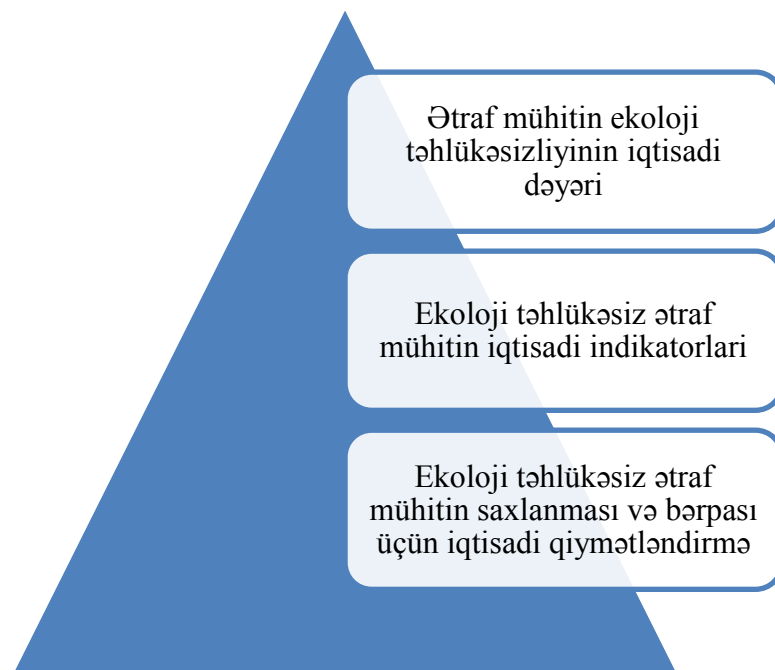 Ətraf mühitin ekoloji
təhlükəsizliyinin iqtisadi
dəyəri
Ekoloji təhlükəsiz ətraf
mühitin iqtisadi indikatorlari
Ekoloji təhlükəsiz ətraf
mühitin saxlanması və bərpası
üçün iqtisadi qiymətləndirmə